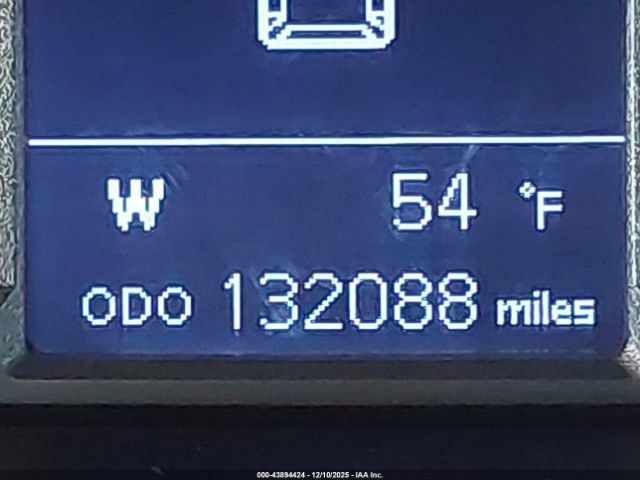 W 54 °F
ODO 132088 miles
000-43894424 - 12/10/2025 - IAA Inc.